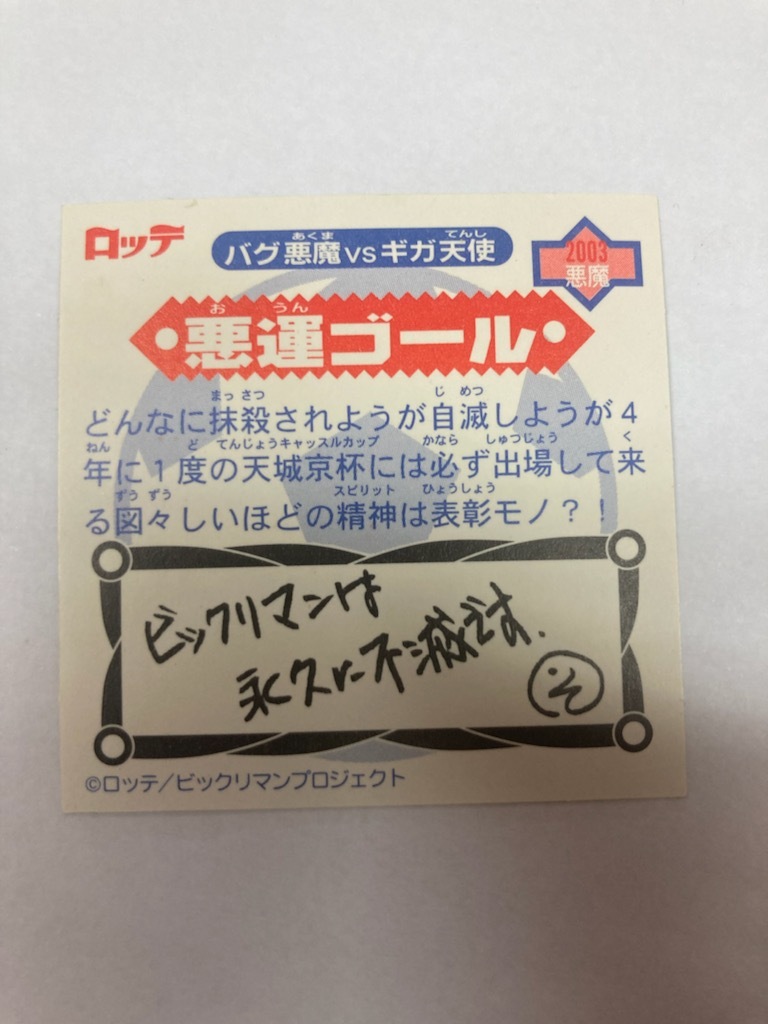 ロッテ
あくま てんし
バグ悪魔vsギガ天使
2003
悪魔
お うん
悪運ゴール
まっ さつ じ めつ
どんなに抹殺されようが自滅しようが4
ねん ど てんじょうキャッスルカップ かなら しゅつじょう く
年に1度の天城京杯には必ず出場して来
ずう ずう スピリット ひょうしょう
る図々しいほどの精神は表彰モノ?!
ビックリマンは
永久に不滅です.
そ
©ロッテ/ビックリマンプロジェクト